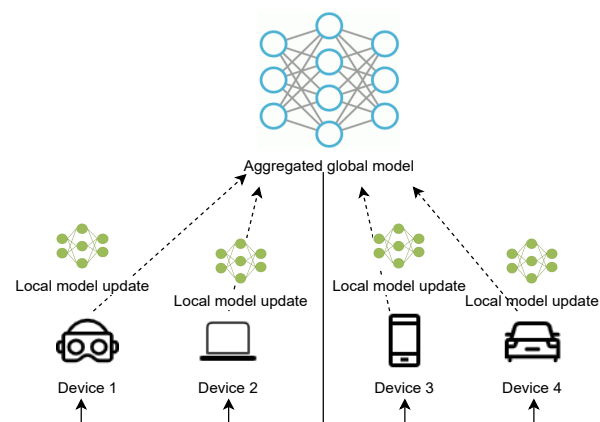 Aggregated global model
Local model update
Local model update
Local model update
Local model update
Device 1
Device 2
Device 3
Device 4